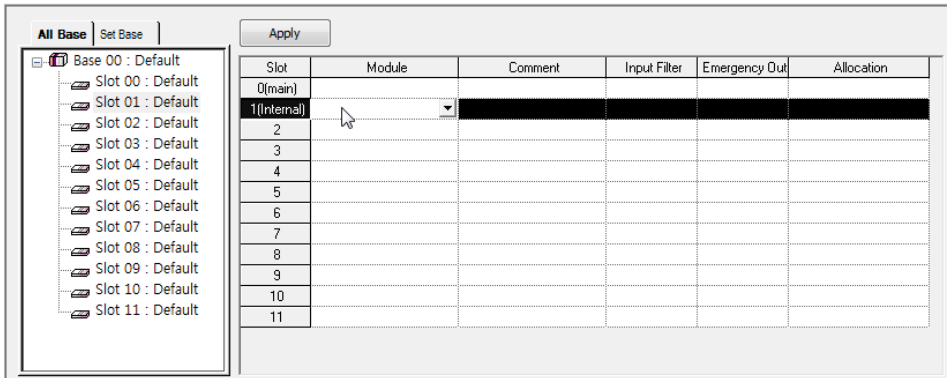 All Base Set Base Apply
Base 00 : Default
Slot 00 : Default
Slot 01 : Default
Slot 02 : Default
Slot 03 : Default
Slot 04 : Default
Slot 05 : Default
Slot 06 : Default
Slot 07 : Default
Slot 08 : Default
Slot 09 : Default
Slot 10 : Default
Slot 11 : Default
Slot Module Comment Input Filter Emergency Out Allocation
0(main)
1(Internal)
2
3
4
5
6
7
8
9
10
11